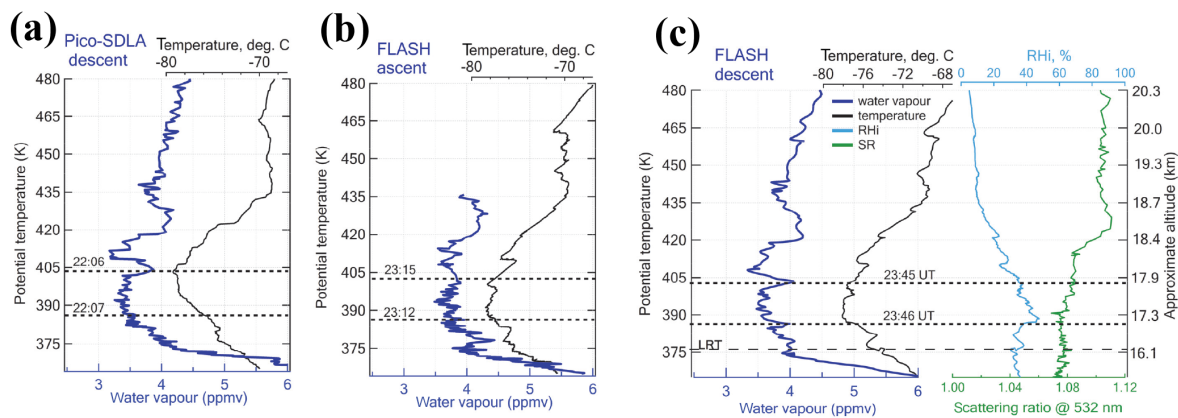 (a)
Pico-SDLA
descent
Temperature, deg. C
-80 -70
480
465
450
435
420
405
390
375
Potential temperature (K)
22:06
22:07
3 4 5 6
Water vapour (ppmv)
(b)
FLASH
ascent
Temperature, deg. C
-80 -70
480
465
450
435
420
405
390
375
Potential temperature (K)
23:15
23:12
3 4 5 6
Water vapour (ppmv)
(c)
FLASH
descent
Temperature, deg. C
-80 -76 -72 -68
RHi, %
0 20 40 60 80 100
water vapour
temperature
RHi
SR
480
465
450
435
420
405
390
375
Potential temperature (K)
23:45 UT
23:46 UT
LRT
20.3
20.0
19.3
18.7
18.4
17.9
17.3
16.1
Approximate altitude (km)
3 4 5 6
Water vapour (ppmv)
1.00 1.04 1.08 1.12
Scattering ratio @ 532 nm